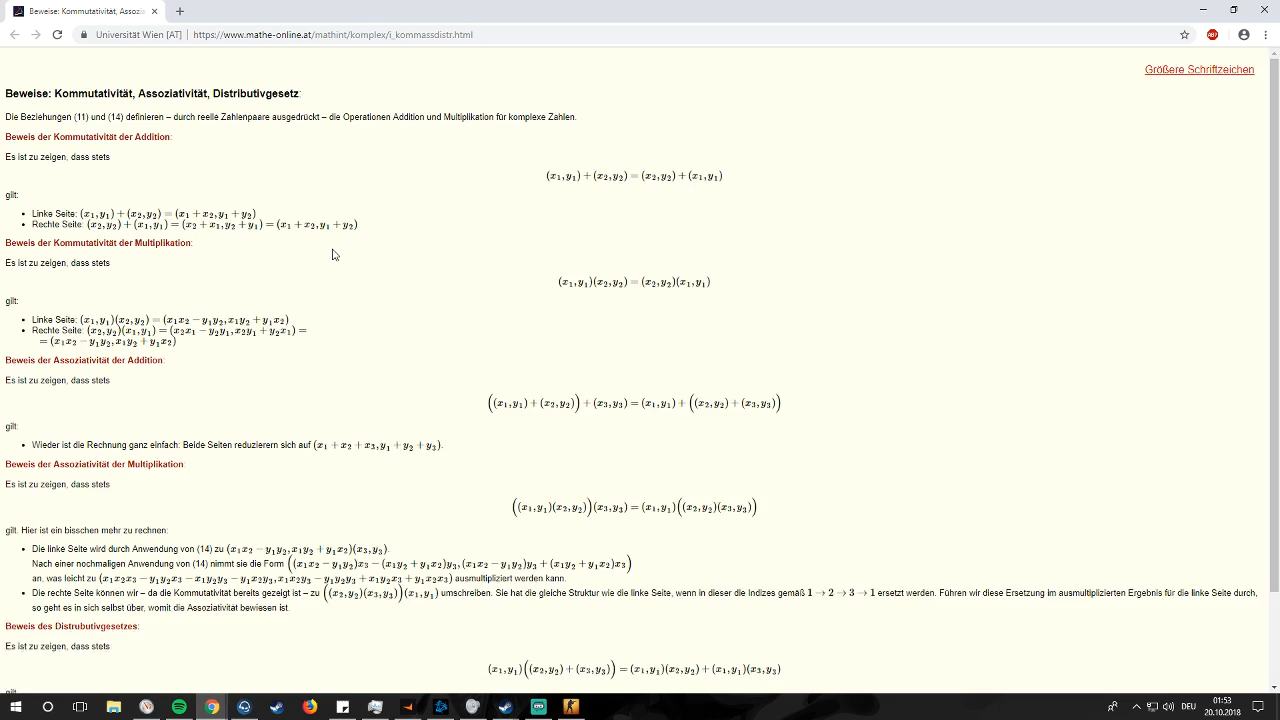 Beweise: Kommutativität, Assozia
Universität Wien [AT] | https://www.mathe-online.at/mathint/komplex/i_kommassdistr.html
ABP
Größere Schriftzeichen
Beweise: Kommutativität, Assoziativität, Distributivgesetz:
Die Beziehungen (11) und (14) definieren – durch reelle Zahlenpaare ausgedrückt – die Operationen Addition und Multiplikation für komplexe Zahlen.
Beweis der Kommutativität der Addition:
Es ist zu zeigen, dass stets
(x₁,y₁) + (x₂,y₂) = (x₂,y₂) + (x₁,y₁)
gilt:
• Linke Seite: (x₁,y₁) + (x₂,y₂) = (x₁ + x₂, y₁ + y₂)
• Rechte Seite: (x₂,y₂) + (x₁,y₁) = (x₂ + x₁, y₂ + y₁) = (x₁ + x₂, y₁ + y₂)
Beweis der Kommutativität der Multiplikation:
Es ist zu zeigen, dass stets
(x₁,y₁)(x₂,y₂) = (x₂,y₂)(x₁,y₁)
gilt:
• Linke Seite: (x₁,y₁)(x₂,y₂) = (x₁x₂ − y₁y₂, x₁y₂ + y₁x₂)
• Rechte Seite: (x₂,y₂)(x₁,y₁) = (x₂x₁ − y₂y₁, x₂y₁ + y₂x₁) =
= (x₁x₂ − y₁y₂, x₁y₂ + y₁x₂)
Beweis der Assoziativität der Addition:
Es ist zu zeigen, dass stets
((x₁,y₁) + (x₂,y₂)) + (x₃,y₃) = (x₁,y₁) + ((x₂,y₂) + (x₃,y₃))
gilt:
• Wieder ist die Rechnung ganz einfach: Beide Seiten reduzierern sich auf (x₁ + x₂ + x₃, y₁ + y₂ + y₃).
Beweis der Assoziativität der Multiplikation:
Es ist zu zeigen, dass stets
((x₁,y₁)(x₂,y₂))(x₃,y₃) = (x₁,y₁)((x₂,y₂)(x₃,y₃))
gilt. Hier ist ein bisschen mehr zu rechnen:
• Die linke Seite wird durch Anwendung von (14) zu (x₁x₂ − y₁y₂, x₁y₂ + y₁x₂)(x₃,y₃).
Nach einer nochmaligen Anwendung von (14) nimmt sie die Form ((x₁x₂ − y₁y₂)x₃ − (x₁y₂ + y₁x₂)y₃, (x₁x₂ − y₁y₂)y₃ + (x₁y₂ + y₁x₂)x₃)
an, was leicht zu (x₁x₂x₃ − y₁y₂x₃ − x₁y₂y₃ − y₁x₂y₃, x₁x₂y₃ − y₁y₂y₃ + x₁y₂x₃ + y₁x₂x₃) ausmultipliziert werden kann.
• Die rechte Seite können wir – da die Kommutativität bereits gezeigt ist – zu ((x₂,y₂)(x₃,y₃))(x₁,y₁) umschreiben. Sie hat die gleiche Struktur wie die linke Seite, wenn in dieser die Indizes gemäß 1 → 2 → 3 → 1 ersetzt werden. Führen wir diese Ersetzung im ausmultiplizierten Ergebnis für die linke Seite durch,
so geht es in sich selbst über, womit die Assoziativität bewiesen ist.
Beweis des Distrubutivgesetzes:
Es ist zu zeigen, dass stets
(x₁,y₁)((x₂,y₂) + (x₃,y₃)) = (x₁,y₁)(x₂,y₂) + (x₁,y₁)(x₃,y₃)
gilt
DEU
01:53
20.10.2018